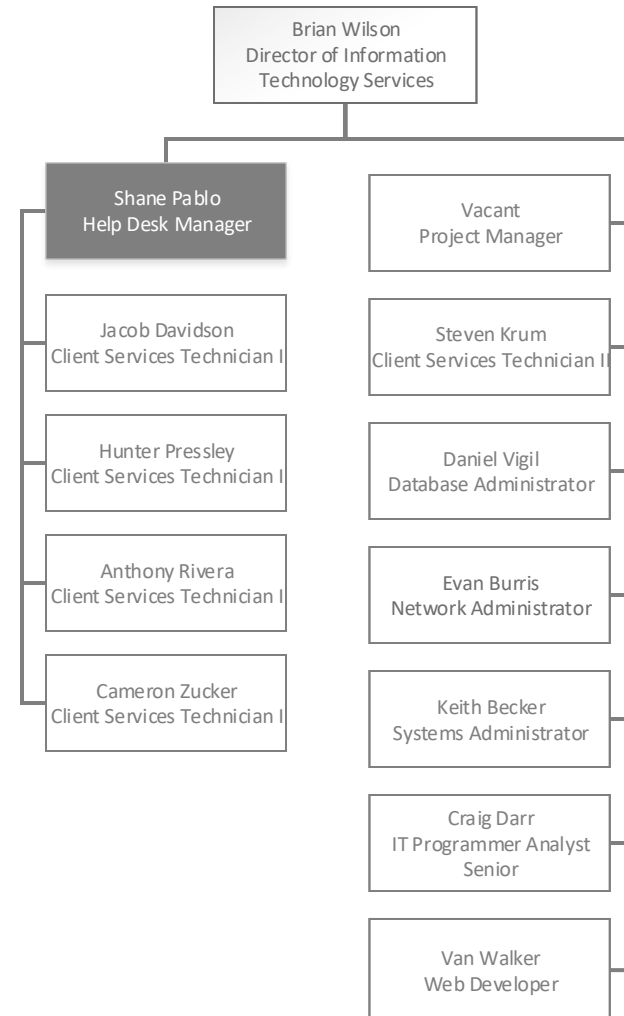 Brian Wilson
Director of Information
Technology Services
Shane Pablo
Help Desk Manager
Jacob Davidson
Client Services Technician I
Hunter Pressley
Client Services Technician I
Anthony Rivera
Client Services Technician I
Cameron Zucker
Client Services Technician I
Vacant
Project Manager
Steven Krum
Client Services Technician II
Daniel Vigil
Database Administrator
Evan Burris
Network Administrator
Keith Becker
Systems Administrator
Craig Darr
IT Programmer Analyst
Senior
Van Walker
Web Developer